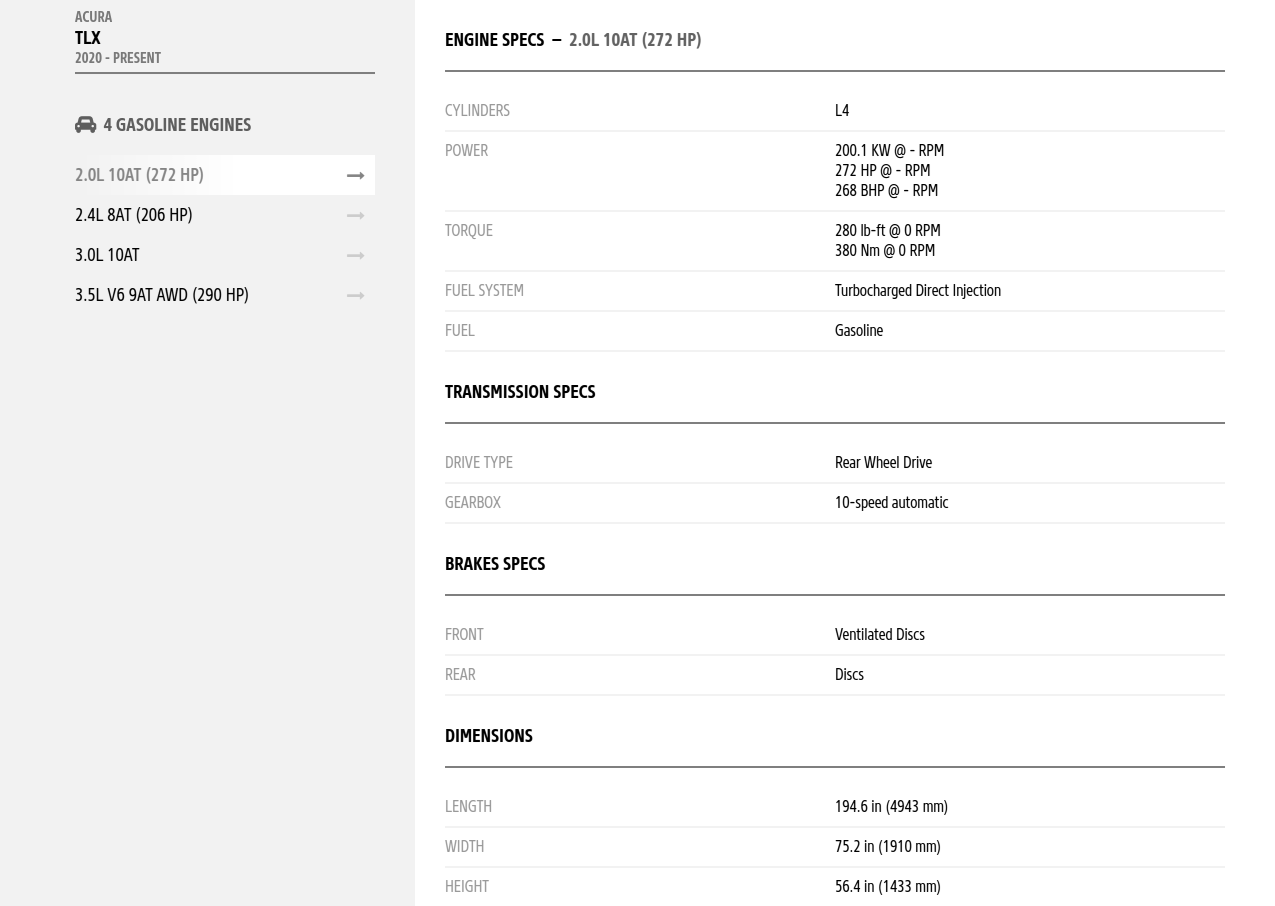 ACURA
TLX
2020 - PRESENT
4 GASOLINE ENGINES
2.0L 10AT (272 HP)
2.4L 8AT (206 HP)
3.0L 10AT
3.5L V6 9AT AWD (290 HP)
ENGINE SPECS – 2.0L 10AT (272 HP)
CYLINDERS L4
POWER 200.1 KW @ - RPM
272 HP @ - RPM
268 BHP @ - RPM
TORQUE 280 lb-ft @ 0 RPM
380 Nm @ 0 RPM
FUEL SYSTEM Turbocharged Direct Injection
FUEL Gasoline
TRANSMISSION SPECS
DRIVE TYPE Rear Wheel Drive
GEARBOX 10-speed automatic
BRAKES SPECS
FRONT Ventilated Discs
REAR Discs
DIMENSIONS
LENGTH 194.6 in (4943 mm)
WIDTH 75.2 in (1910 mm)
HEIGHT 56.4 in (1433 mm)